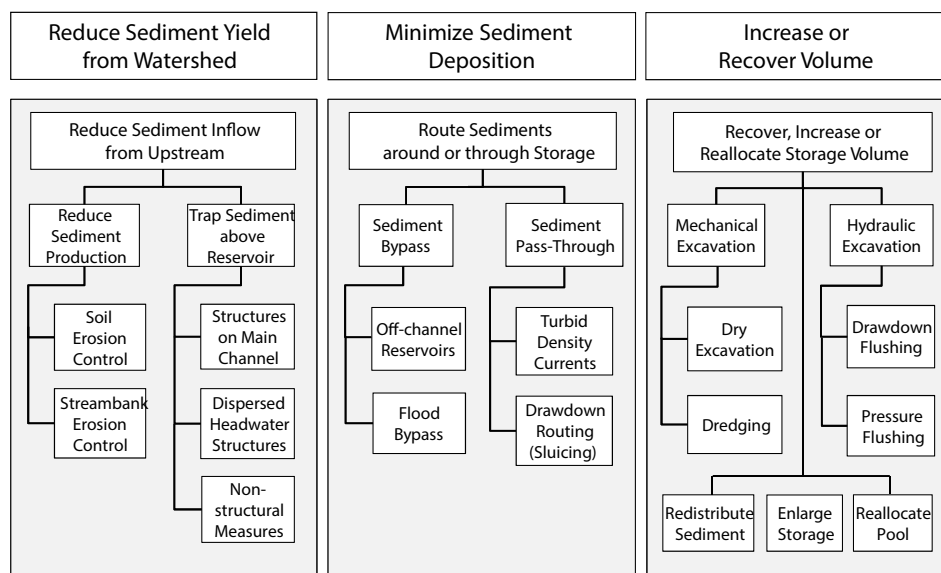 Reduce Sediment Yield
from Watershed
Minimize Sediment
Deposition
Increase or
Recover Volume
Reduce Sediment Inflow
from Upstream
Reduce
Sediment
Production
Trap Sediment
above
Reservoir
Soil
Erosion
Control
Streambank
Erosion
Control
Structures
on Main
Channel
Dispersed
Headwater
Structures
Non-
structural
Measures
Route Sediments
around or through Storage
Sediment
Bypass
Sediment
Pass-Through
Off-channel
Reservoirs
Flood
Bypass
Turbid
Density
Currents
Drawdown
Routing
(Sluicing)
Recover, Increase or
Reallocate Storage Volume
Mechanical
Excavation
Hydraulic
Excavation
Dry
Excavation
Dredging
Drawdown
Flushing
Pressure
Flushing
Redistribute
Sediment
Enlarge
Storage
Reallocate
Pool